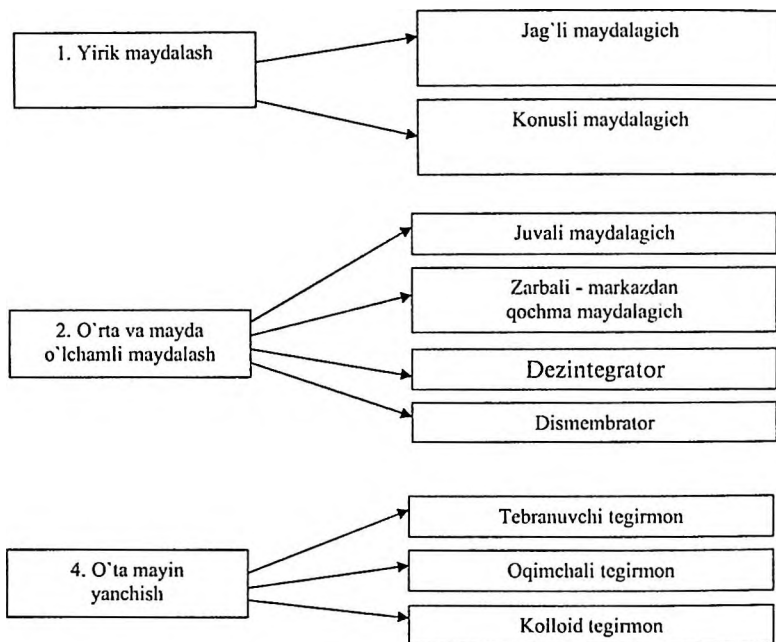 1. Yirik maydalash
Jag`li maydalagich
Konusli maydalagich
2. O`rta va mayda
o`lchamli maydalash
Juvali maydalagich
Zarbali - markazdan
qochma maydalagich
Dezintegrator
Dismembrator
4. O`ta mayin
yanchish
Tebranuvchi tegirmon
Oqimchali tegirmon
Kolloid tegirmon